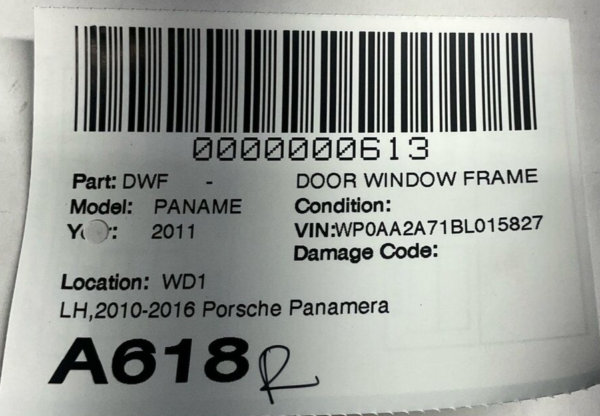 0000000613
Part: DWF - DOOR WINDOW FRAME
Model: PANAME Condition:
2011 VIN:WP0AA2A71BL015827
Damage Code:
Location: WD1
LH,2010-2016 Porsche Panamera
A618 R